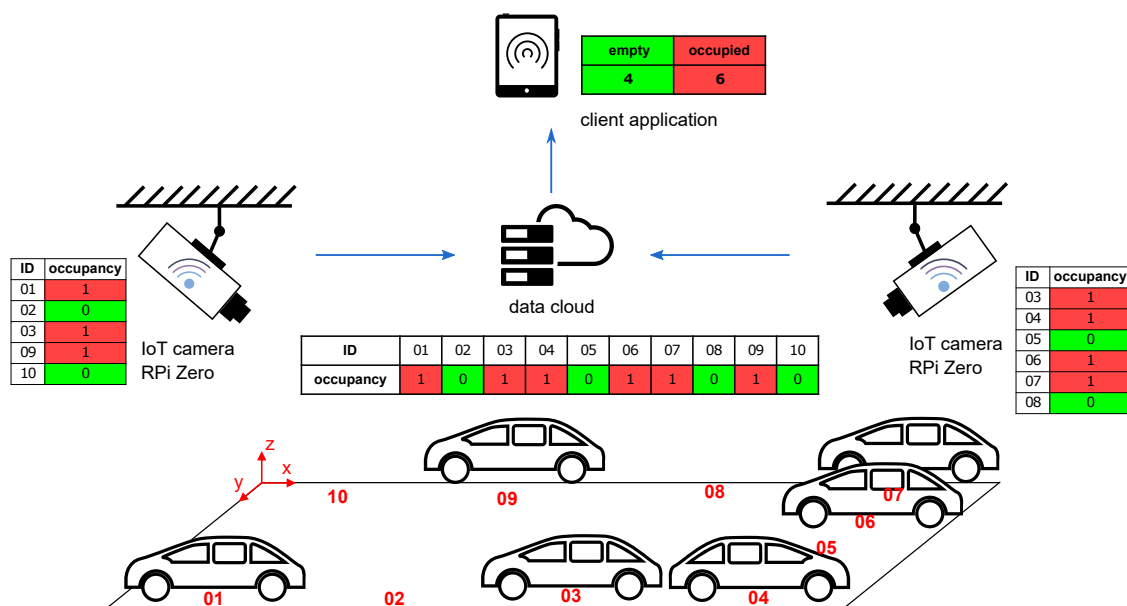 empty occupied
4 6
client application
ID occupancy
01 1
02 0
03 1
09 1
10 0
IoT camera
RPi Zero
data cloud
IoT camera
RPi Zero
ID occupancy
03 1
04 1
05 0
06 1
07 1
08 0
ID 01 02 03 04 05 06 07 08 09 10
occupancy 1 0 1 1 0 1 1 0 1 0
z
x
y
10 09 08 07
06
05
01 02 03 04